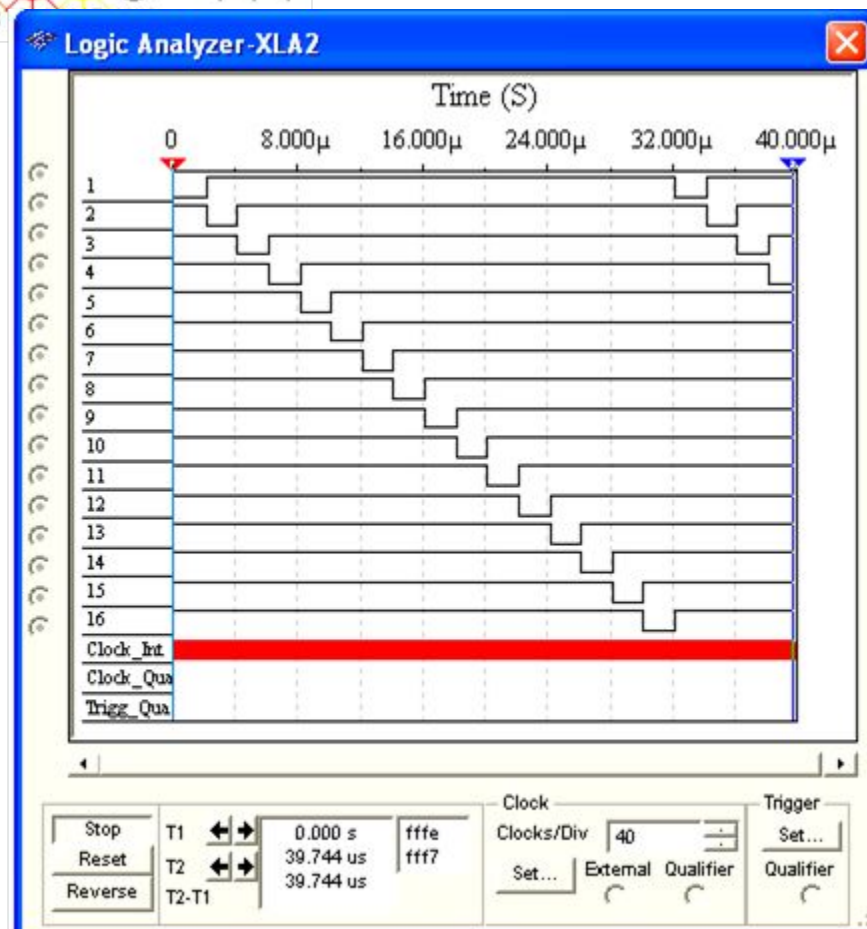 Logic Analyzer-XLA2
Time (S)
0 8.000µ 16.000µ 24.000µ 32.000µ 40.000µ
1
2
3
4
5
6
7
8
9
10
11
12
13
14
15
16
Clock_Int
Clock_Qua
Trigg_Qua
Clock
Trigger
Stop
T1
0.000 s
fffe
Clocks/Div
40
Set...
Reset
T2
39.744 us
fff7
Set...
External
Qualifier
Qualifier
Reverse
T2-T1
39.744 us